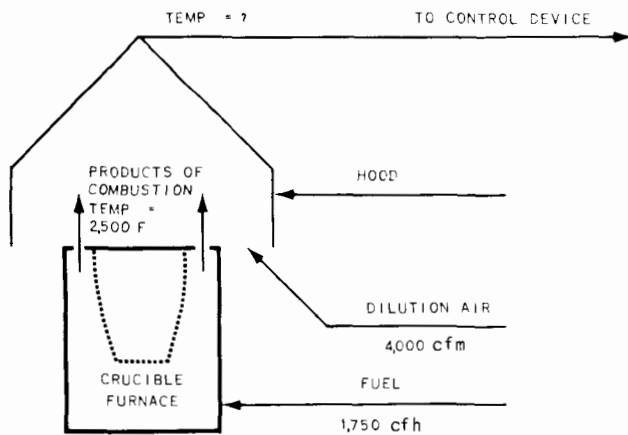 TEMP = ?
TO CONTROL DEVICE
PRODUCTS OF
COMBUSTION
TEMP =
2,500 F
HOOD
DILUTION AIR
4,000 cfm
CRUCIBLE
FURNACE
FUEL
1,750 cfh